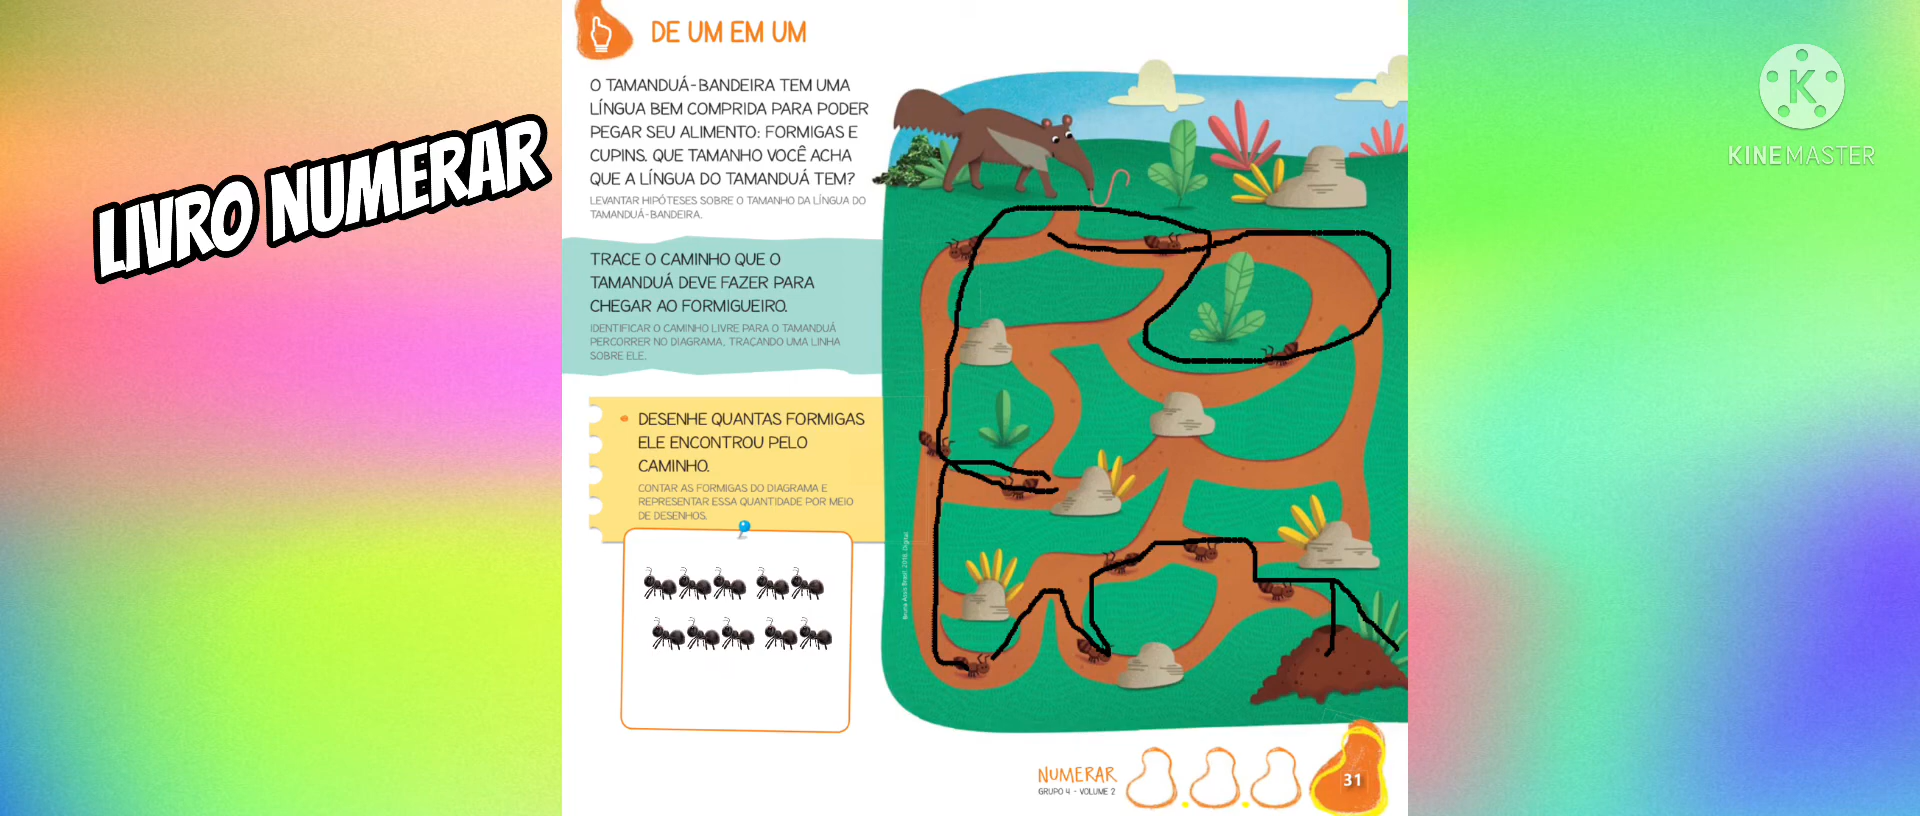 LIVRO NUMERAR
DE UM EM UM
O TAMANDUÁ-BANDEIRA TEM UMA
LÍNGUA BEM COMPRIDA PARA PODER
PEGAR SEU ALIMENTO: FORMIGAS E
CUPINS. QUE TAMANHO VOCÊ ACHA
QUE A LÍNGUA DO TAMANDUÁ TEM?
LEVANTAR HIPÓTESES SOBRE O TAMANHO DA LÍNGUA DO
TAMANDUÁ-BANDEIRA.
TRACE O CAMINHO QUE O
TAMANDUÁ DEVE FAZER PARA
CHEGAR AO FORMIGUEIRO.
IDENTIFICAR O CAMINHO LIVRE PARA O TAMANDUÁ
PERCORRER NO DIAGRAMA, TRAÇANDO UMA LINHA
SOBRE ELE.
DESENHE QUANTAS FORMIGAS
ELE ENCONTROU PELO
CAMINHO.
CONTAR AS FORMIGAS DO DIAGRAMA E
REPRESENTAR ESSA QUANTIDADE POR MEIO
DE DESENHOS.
NUMERAR
GRUPO 4 - VOLUME 2
31
K
KINEMASTER